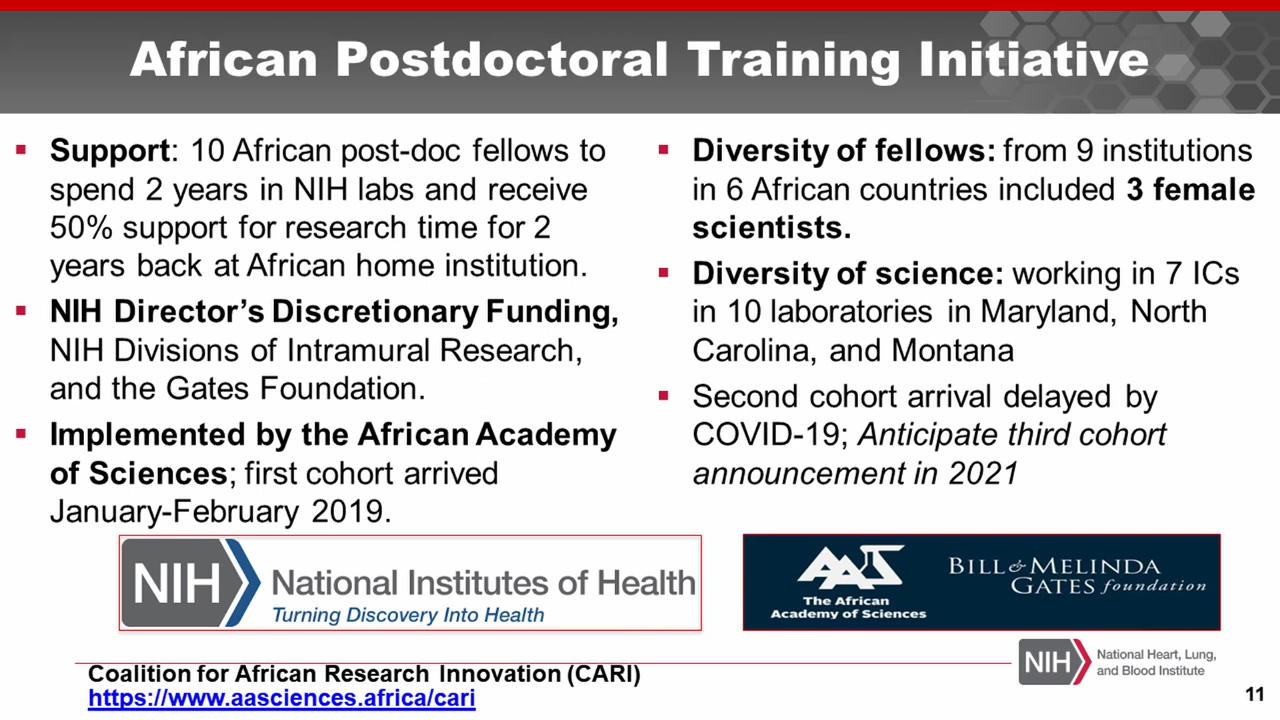 African Postdoctoral Training Initiative
▪ Support: 10 African post-doc fellows to
spend 2 years in NIH labs and receive
50% support for research time for 2
years back at African home institution.
▪ NIH Director’s Discretionary Funding,
NIH Divisions of Intramural Research,
and the Gates Foundation.
▪ Implemented by the African Academy
of Sciences; first cohort arrived
January-February 2019.
▪ Diversity of fellows: from 9 institutions
in 6 African countries included 3 female
scientists.
▪ Diversity of science: working in 7 ICs
in 10 laboratories in Maryland, North
Carolina, and Montana
▪ Second cohort arrival delayed by
COVID-19; Anticipate third cohort
announcement in 2021
NIH National Institutes of Health
Turning Discovery Into Health
AAS
The African
Academy of Sciences
BILL & MELINDA
GATES foundation
Coalition for African Research Innovation (CARI)
https://www.aasciences.africa/cari
NIH National Heart, Lung,
and Blood Institute
11